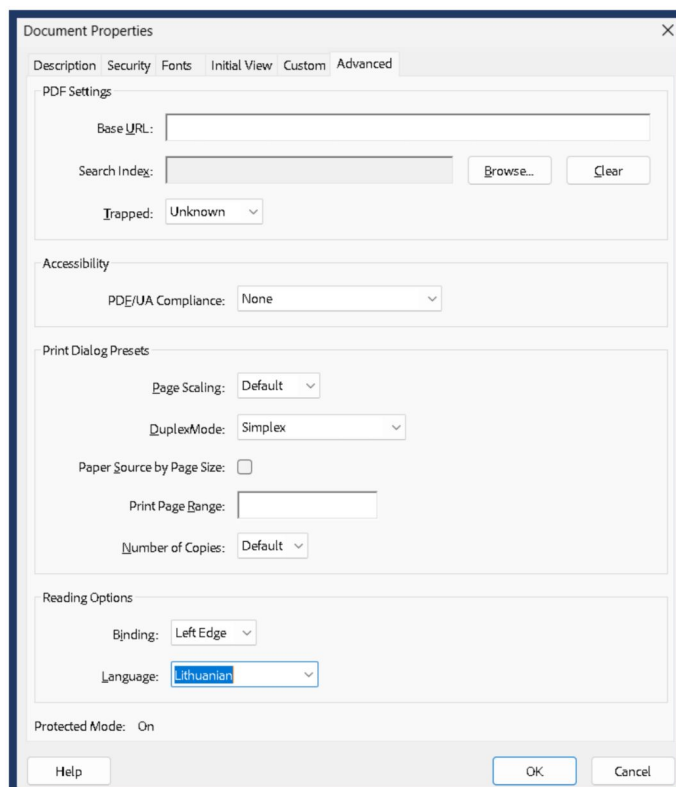 Document Properties
Description Security Fonts Initial View Custom Advanced
PDF Settings
Base URL:
Search Index: Browse... Clear
Trapped: Unknown
Accessibility
PDF/UA Compliance: None
Print Dialog Presets
Page Scaling: Default
DuplexMode: Simplex
Paper Source by Page Size:
Print Page Range:
Number of Copies: Default
Reading Options
Binding: Left Edge
Language: Lithuanian
Protected Mode: On
Help OK Cancel